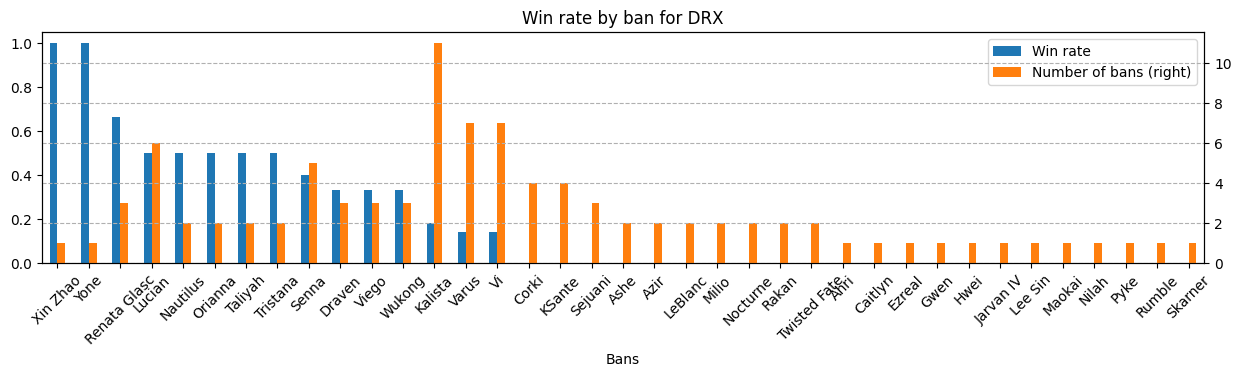 Win rate by ban for DRX
1.0
0.8
0.6
0.4
0.2
0.0
10
8
6
4
2
0
Win rate
Number of bans (right)
Xin Zhao
Yone
Renata Glasc
Lucian
Nautilus
Orianna
Taliyah
Tristana
Senna
Draven
Viego
Wukong
Kalista
Varus
Vi
Corki
KSante
Sejuani
Ashe
Azir
LeBlanc
Milio
Nocturne
Rakan
Twisted Fate
Ahri
Caitlyn
Ezreal
Gwen
Hwei
Jarvan IV
Lee Sin
Maokai
Nilah
Pyke
Rumble
Skarner
Bans